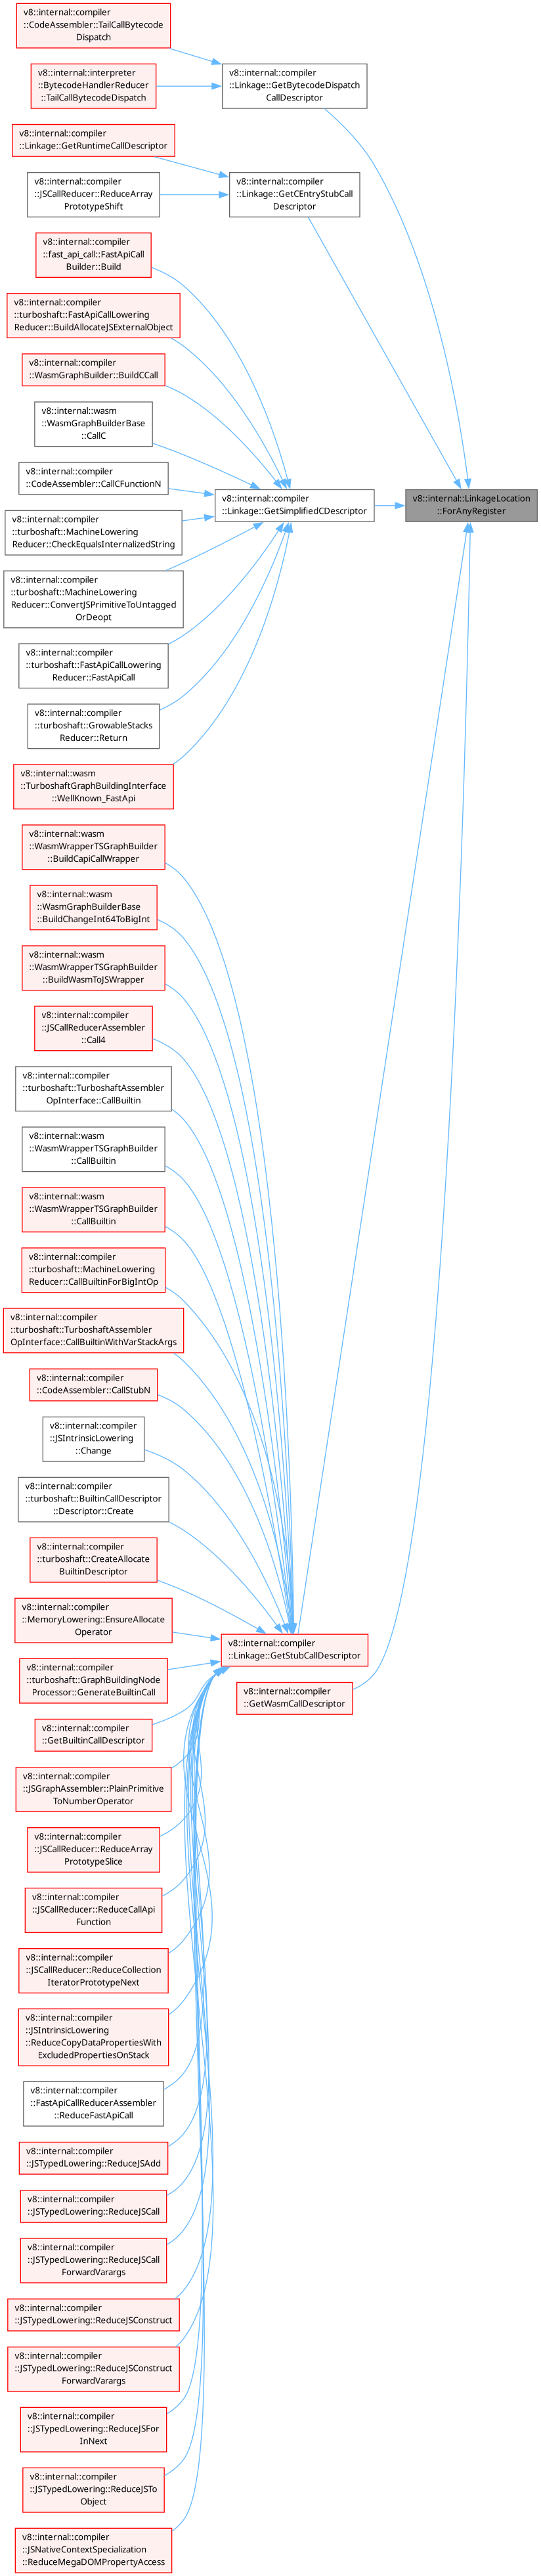 v8::internal::compiler
::CodeAssembler::TailCallBytecode
Dispatch
v8::internal::interpreter
::BytecodeHandlerReducer
::TailCallBytecodeDispatch
v8::internal::compiler
::Linkage::GetBytecodeDispatch
CallDescriptor
v8::internal::compiler
::Linkage::GetRuntimeCallDescriptor
v8::internal::compiler
::JSCallReducer::ReduceArray
PrototypeShift
v8::internal::compiler
::Linkage::GetCEntryStubCall
Descriptor
v8::internal::compiler
::fast_api_call::FastApiCall
Builder::Build
v8::internal::compiler
::turboshaft::FastApiCallLowering
Reducer::BuildAllocateJSExternalObject
v8::internal::compiler
::WasmGraphBuilder::BuildCCall
v8::internal::wasm
::WasmGraphBuilderBase
::CallC
v8::internal::compiler
::CodeAssembler::CallCFunctionN
v8::internal::compiler
::Linkage::GetSimplifiedCDescriptor
v8::internal::LinkageLocation
::ForAnyRegister
v8::internal::compiler
::turboshaft::MachineLowering
Reducer::CheckEqualsInternalizedString
v8::internal::compiler
::turboshaft::MachineLowering
Reducer::ConvertJSPrimitiveToUntagged
OrDeopt
v8::internal::compiler
::turboshaft::FastApiCallLowering
Reducer::FastApiCall
v8::internal::compiler
::turboshaft::GrowableStacks
Reducer::Return
v8::internal::wasm
::TurboshaftGraphBuildingInterface
::WellKnown_FastApi
v8::internal::wasm
::WasmWrapperTSGraphBuilder
::BuildCapiCallWrapper
v8::internal::wasm
::WasmGraphBuilderBase
::BuildChangeInt64ToBigInt
v8::internal::wasm
::WasmWrapperTSGraphBuilder
::BuildWasmToJSWrapper
v8::internal::compiler
::JSCallReducerAssembler
::Call4
v8::internal::compiler
::turboshaft::TurboshaftAssembler
OpInterface::CallBuiltin
v8::internal::wasm
::WasmWrapperTSGraphBuilder
::CallBuiltin
v8::internal::wasm
::WasmWrapperTSGraphBuilder
::CallBuiltin
v8::internal::compiler
::turboshaft::MachineLowering
Reducer::CallBuiltinForBigIntOp
v8::internal::compiler
::turboshaft::TurboshaftAssembler
OpInterface::CallBuiltinWithVarStackArgs
v8::internal::compiler
::CodeAssembler::CallStubN
v8::internal::compiler
::JSIntrinsicLowering
::Change
v8::internal::compiler
::turboshaft::BuiltinCallDescriptor
::Descriptor::Create
v8::internal::compiler
::turboshaft::CreateAllocate
BuiltinDescriptor
v8::internal::compiler
::MemoryLowering::EnsureAllocate
Operator
v8::internal::compiler
::Linkage::GetStubCallDescriptor
v8::internal::compiler
::turboshaft::GraphBuildingNode
Processor::GenerateBuiltinCall
v8::internal::compiler
::GetWasmCallDescriptor
v8::internal::compiler
::GetBuiltinCallDescriptor
v8::internal::compiler
::JSGraphAssembler::PlainPrimitive
ToNumberOperator
v8::internal::compiler
::JSCallReducer::ReduceArray
PrototypeSlice
v8::internal::compiler
::JSCallReducer::ReduceCallApi
Function
v8::internal::compiler
::JSCallReducer::ReduceCollection
IteratorPrototypeNext
v8::internal::compiler
::JSIntrinsicLowering
::ReduceCopyDataPropertiesWith
ExcludedPropertiesOnStack
v8::internal::compiler
::FastApiCallReducerAssembler
::ReduceFastApiCall
v8::internal::compiler
::JSTypedLowering::ReduceJSAdd
v8::internal::compiler
::JSTypedLowering::ReduceJSCall
v8::internal::compiler
::JSTypedLowering::ReduceJSCall
ForwardVarargs
v8::internal::compiler
::JSTypedLowering::ReduceJSConstruct
v8::internal::compiler
::JSTypedLowering::ReduceJSConstruct
ForwardVarargs
v8::internal::compiler
::JSTypedLowering::ReduceJSFor
InNext
v8::internal::compiler
::JSTypedLowering::ReduceJSTo
Object
v8::internal::compiler
::JSNativeContextSpecialization
::ReduceMegaDOMPropertyAccess